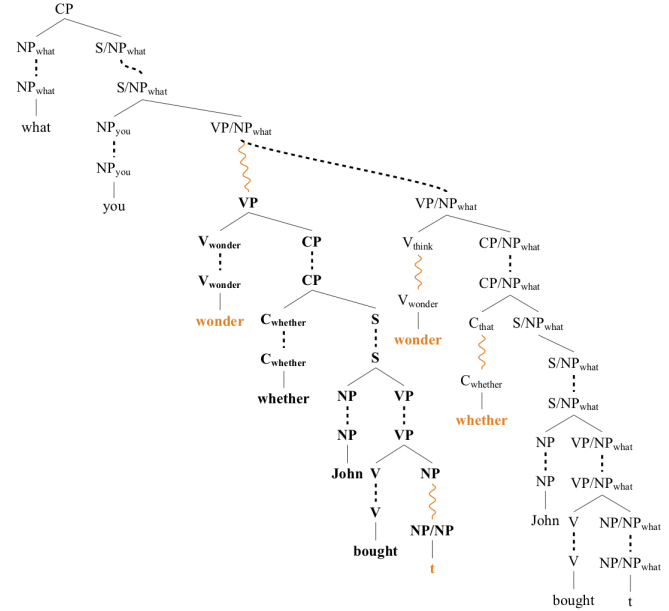 CP
NPwhat S/NPwhat
NPwhat S/NPwhat
what NPyou VP/NPwhat
NPyou
you VP VP/NPwhat
Vwonder CP Vthink CP/NPwhat
Vwonder CP Vwonder CP/NPwhat
wonder Cwhether S wonder Cthat S/NPwhat
Cwhether S Cwhether S/NPwhat
whether NP VP whether S/NPwhat
NP VP NP VP/NPwhat
John V NP NP VP/NPwhat
V NP/NP John V NP/NPwhat
bought t V NP/NPwhat
bought t